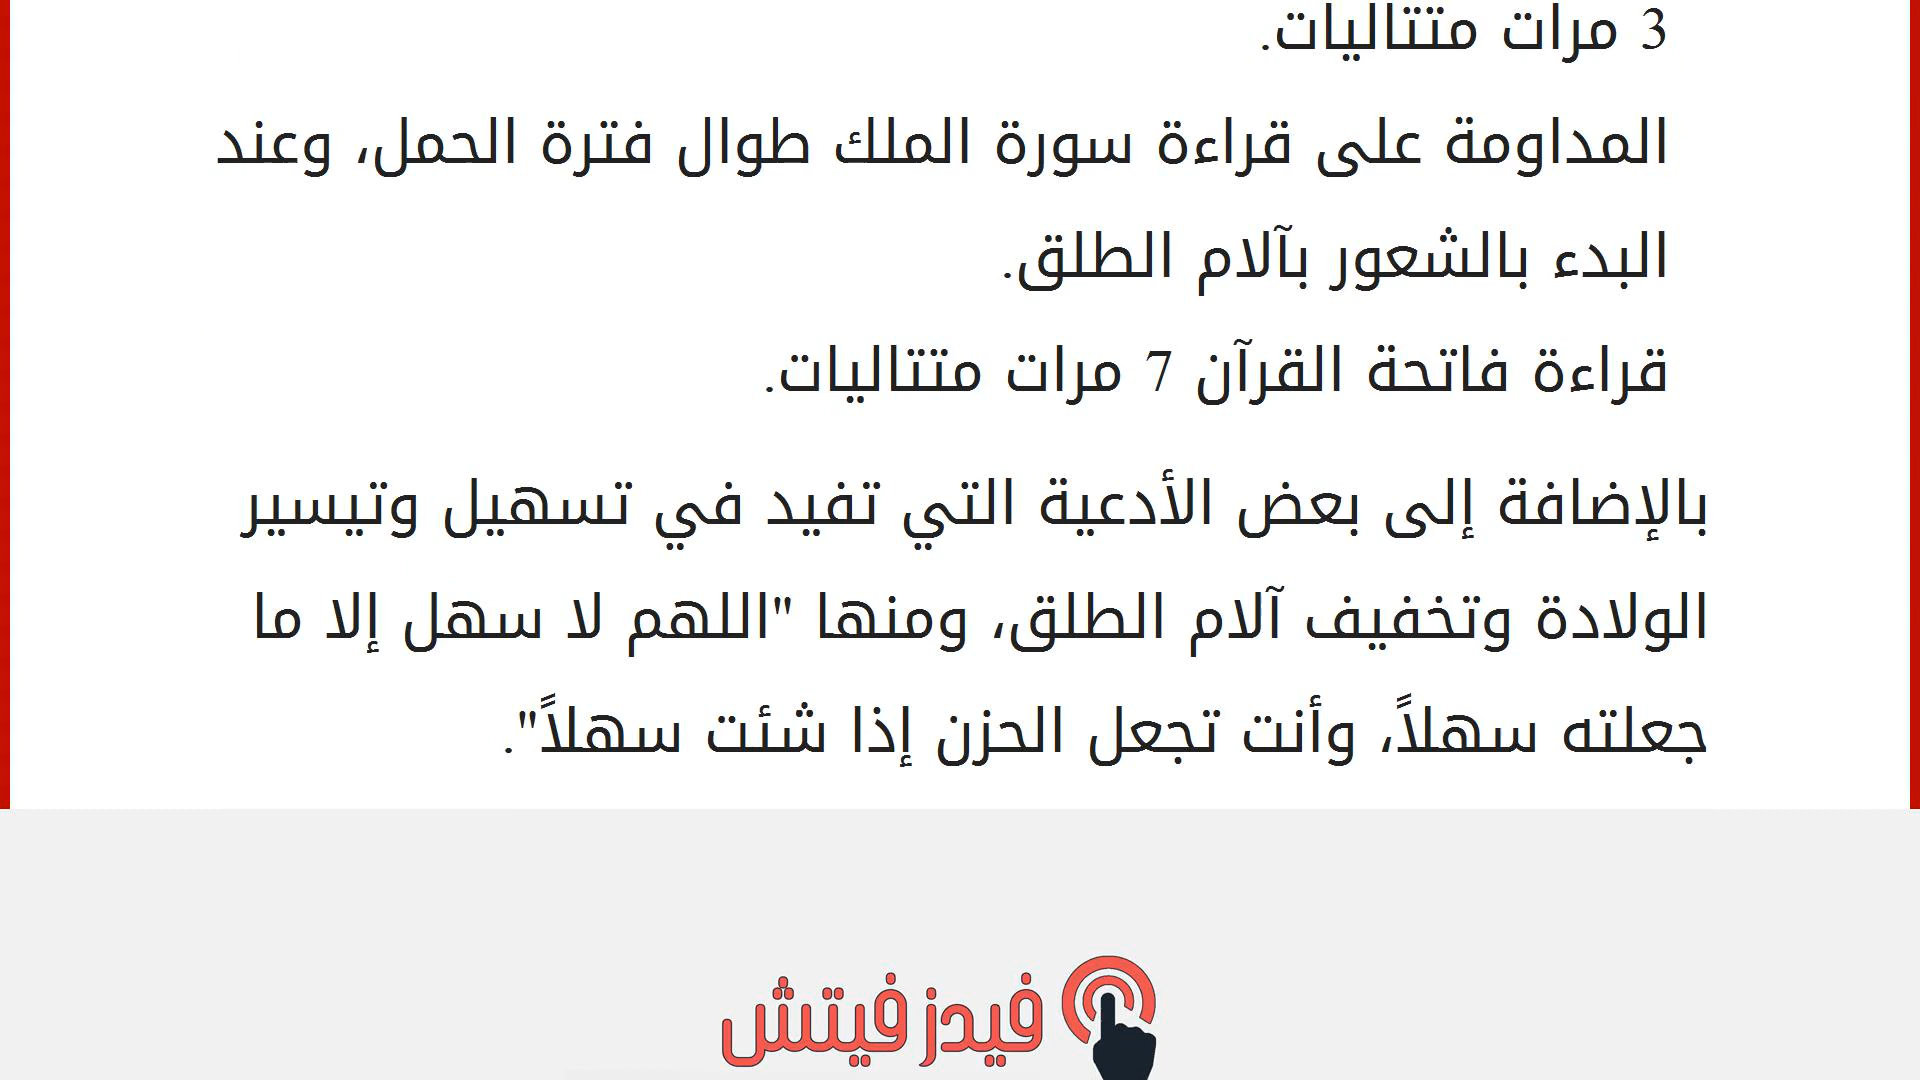 3 مرات متتاليات.
المداومة على قراءة سورة الملك طوال فترة الحمل، وعند
البدء بالشعور بآلام الطلق.
قراءة فاتحة القرآن 7 مرات متتاليات.
بالإضافة إلى بعض الأدعية التي تفيد في تسهيل وتيسير
الولادة وتخفيف آلام الطلق، ومنها "اللهم لا سهل إلا ما
جعلته سهلاً، وأنت تجعل الحزن إذا شئت سهلاً".
فيدز فيتش